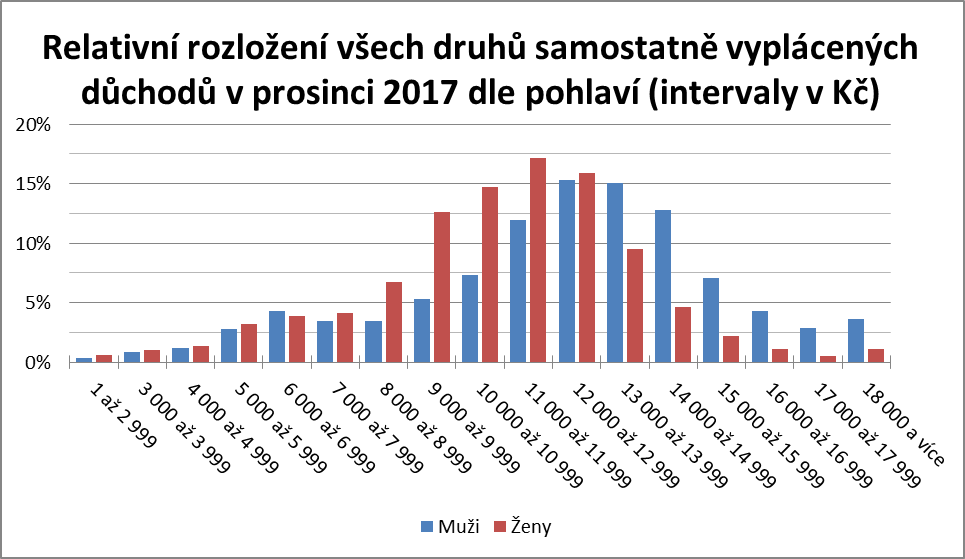 Relativní rozložení všech druhů samostatně vyplácených
důchodů v prosinci 2017 dle pohlaví (intervaly v Kč)
20%
15%
10%
5%
0%
1 až 2 999
3 000 až 3 999
4 000 až 4 999
5 000 až 5 999
6 000 až 6 999
7 000 až 7 999
8 000 až 8 999
9 000 až 9 999
10 000 až 10 999
11 000 až 11 999
12 000 až 12 999
13 000 až 13 999
14 000 až 14 999
15 000 až 15 999
16 000 až 16 999
17 000 až 17 999
18 000 a více
Muži Ženy